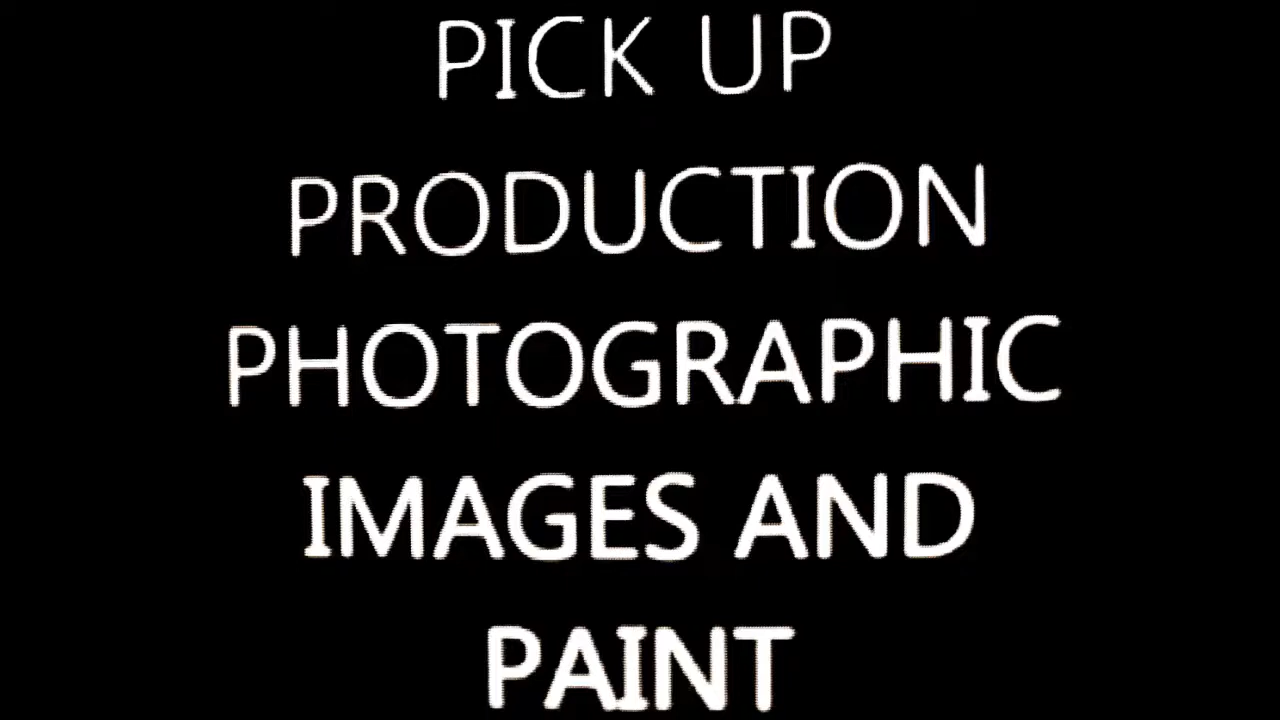 PICK UP
PRODUCTION
PHOTOGRAPHIC
IMAGES AND
PAINT